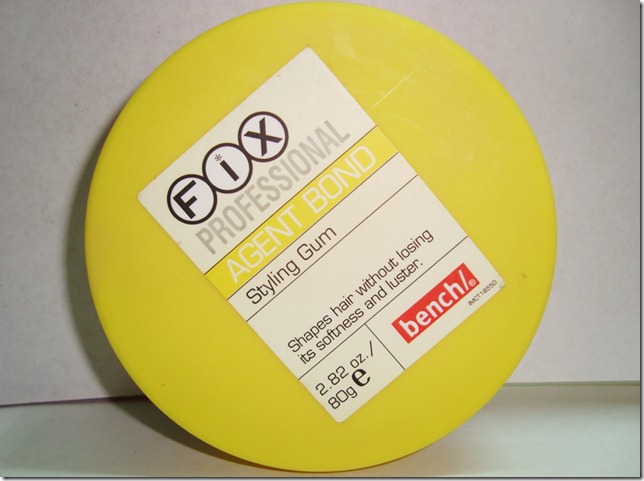 FiX
PROFESSIONAL
AGENT BOND
Styling Gum
Shapes hair without losing
its softness and luster.
2.82 oz./
80g e
bench/®
IMCT18550